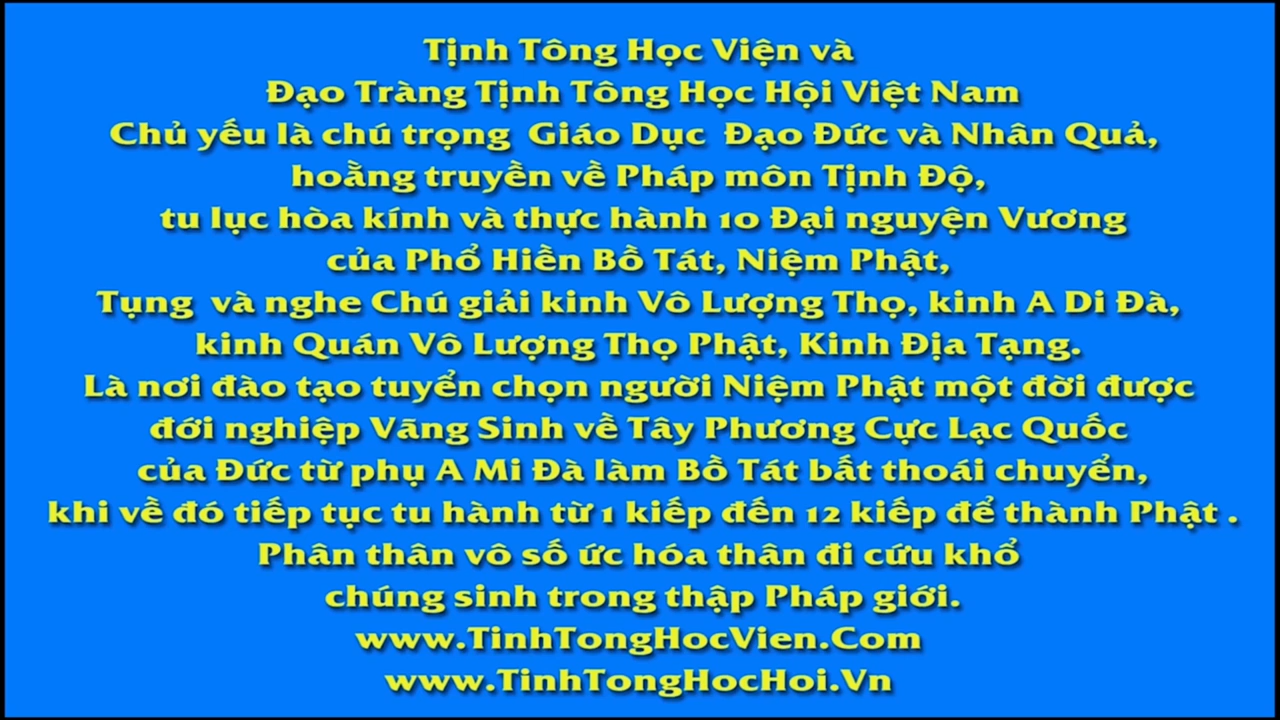 Tịnh Tông Học Viện và
Đạo Tràng Tịnh Tông Học Hội Việt Nam
Chủ yếu là chú trọng Giáo Dục Đạo Đức và Nhân Quả,
hoằng truyền về Pháp môn Tịnh Độ,
tu lục hòa kính và thực hành 10 Đại nguyện Vương
của Phổ Hiền Bồ Tát, Niệm Phật,
Tụng và nghe Chú giải kinh Vô Lượng Thọ, kinh A Di Đà,
kinh Quán Vô Lượng Thọ Phật, Kinh Địa Tạng.
Là nơi đào tạo tuyển chọn người Niệm Phật một đời được
đới nghiệp Vãng Sinh về Tây Phương Cực Lạc Quốc
của Đức từ phụ A Mi Đà làm Bồ Tát bất thoái chuyển,
khi về đó tiếp tục tu hành từ 1 kiếp đến 12 kiếp để thành Phật .
Phân thân vô số ức hóa thân đi cứu khổ
chúng sinh trong thập Pháp giới.
www.TinhTongHocVien.Com
www.TinhTongHocHoi.Vn